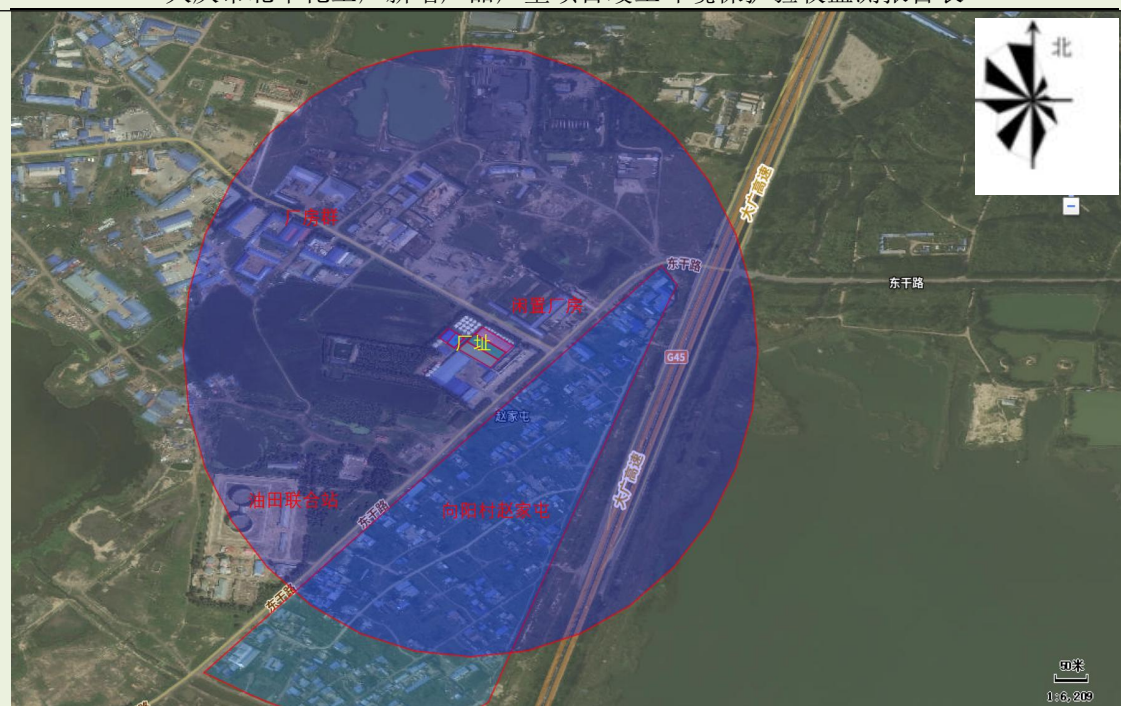 北
大广高速
厂房群
东干路
东干路
闲置厂房
厂址
G45
赵家屯
大广高速
油田联合站
向阳村赵家屯
东干路
东干路
50米
1:6,209